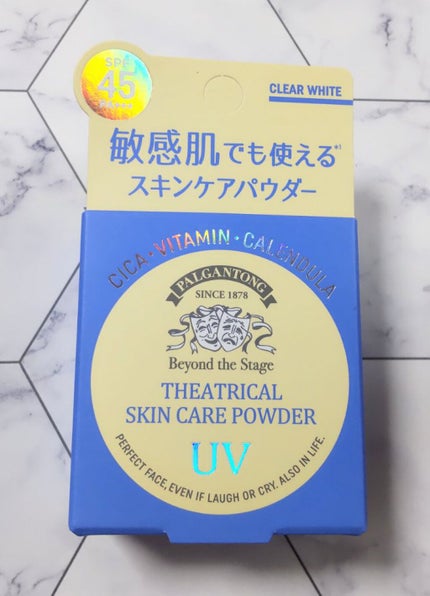 SPF
45
CLEAR WHITE
敏感肌でも使える*1
スキンケアパウダー
CICA・VITAMIN・CALENDULA
PALGANTONG
SINCE 1878
Beyond the Stage
THEATRICAL
SKIN CARE POWDER
UV
PERFECT FACE, EVEN IF LAUGH OR CRY. ALSO IN LIFE.